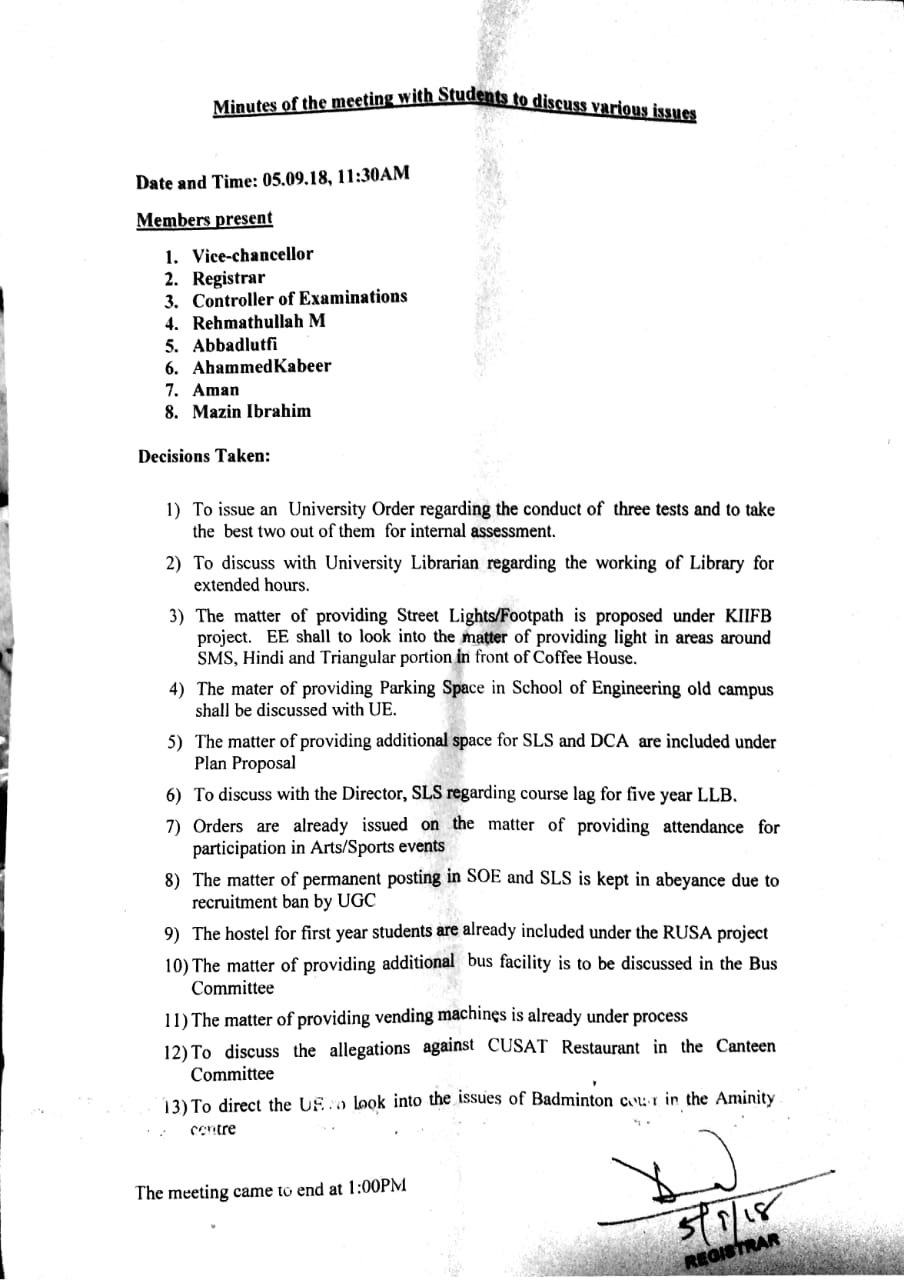 Minutes of the meeting with Students to discuss various issues
Date and Time: 05.09.18, 11:30AM
Members present
1. Vice-chancellor
2. Registrar
3. Controller of Examinations
4. Rehmathullah M
5. Abbadlutfi
6. AhammedKabeer
7. Aman
8. Mazin Ibrahim
Decisions Taken:
1) To issue an University Order regarding the conduct of three tests and to take
the best two out of them for internal assessment.
2) To discuss with University Librarian regarding the working of Library for
extended hours.
3) The matter of providing Street Lights/Footpath is proposed under KIIFB
project. EE shall to look into the matter of providing light in areas around
SMS, Hindi and Triangular portion in front of Coffee House.
4) The mater of providing Parking Space in School of Engineering old campus
shall be discussed with UE.
5) The matter of providing additional space for SLS and DCA are included under
Plan Proposal
6) To discuss with the Director, SLS regarding course lag for five year LLB.
7) Orders are already issued on the matter of providing attendance for
participation in Arts/Sports events
8) The matter of permanent posting in SOE and SLS is kept in abeyance due to
recruitment ban by UGC
9) The hostel for first year students are already included under the RUSA project
10) The matter of providing additional bus facility is to be discussed in the Bus
Committee
11) The matter of providing vending machines is already under process
12) To discuss the allegations against CUSAT Restaurant in the Canteen
Committee
13) To direct the UE to look into the issues of Badminton court in the Aminity
centre
The meeting came to end at 1:00PM
5/9/18
REGISTRAR